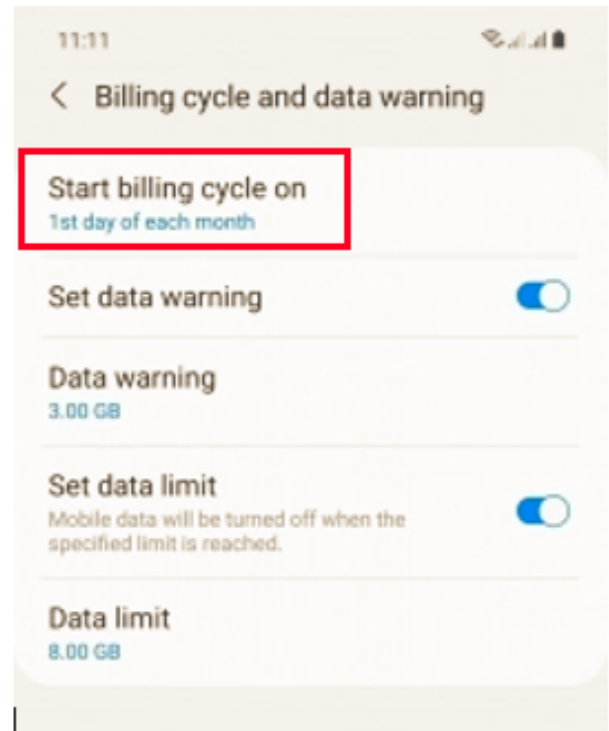 11:11
Billing cycle and data warning
Start billing cycle on
1st day of each month
Set data warning
Data warning
3.00 GB
Set data limit
Mobile data will be turned off when the
specified limit is reached.
Data limit
8.00 GB